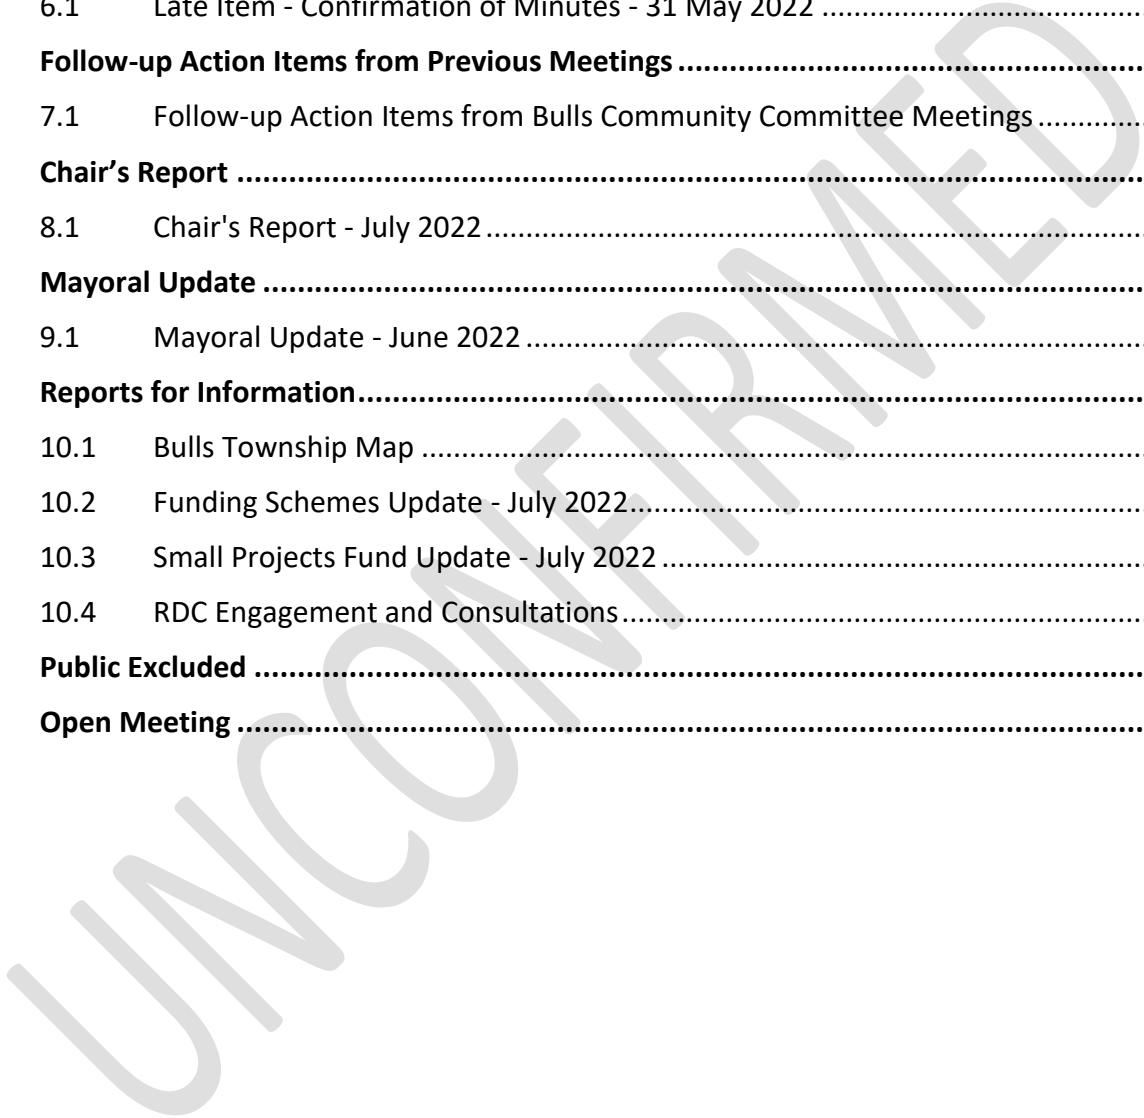 6.1 Late Item - Confirmation of Minutes - 31 May 2022 ................................................
Follow-up Action Items from Previous Meetings ................................................................
7.1 Follow-up Action Items from Bulls Community Committee Meetings ................
Chair’s Report ................................................................................................................................
8.1 Chair's Report - July 2022 ................................................................................................
Mayoral Update ................................................................................................................................
9.1 Mayoral Update - June 2022 ................................................................................................
Reports for Information ................................................................................................................
10.1 Bulls Township Map ................................................................................................
10.2 Funding Schemes Update - July 2022 ................................................................
10.3 Small Projects Fund Update - July 2022 ................................................................
10.4 RDC Engagement and Consultations ................................................................
Public Excluded ................................................................................................................................
Open Meeting ................................................................................................................................
UNCONFIRMED